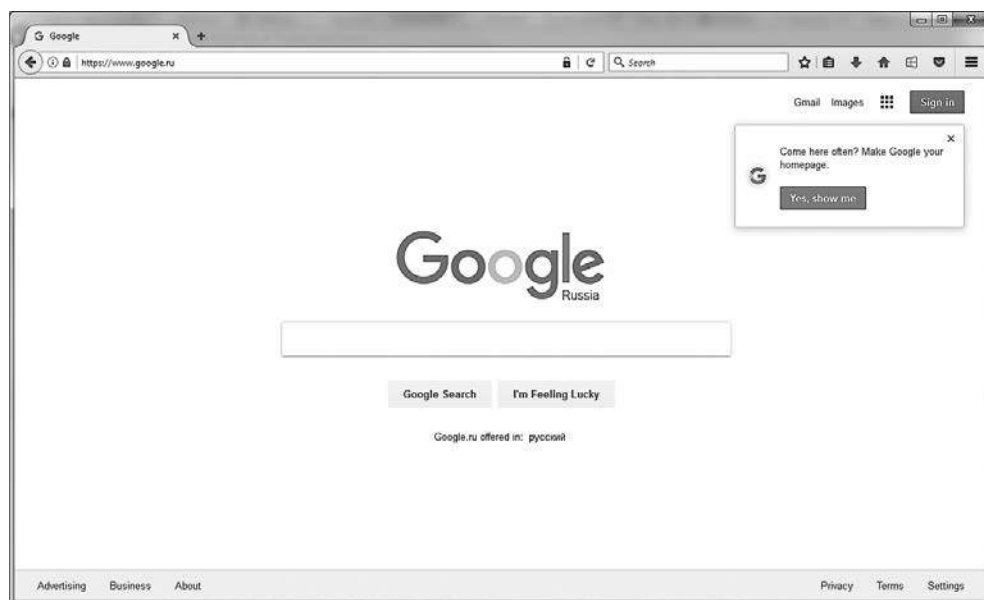 G Google
https://www.google.ru
Search
Gmail Images
Sign in
Come here often? Make Google your
homepage.
G
Yes, show me
Google
Russia
Google Search
I'm Feeling Lucky
Google.ru offered in: русский
Advertising Business About
Privacy Terms Settings